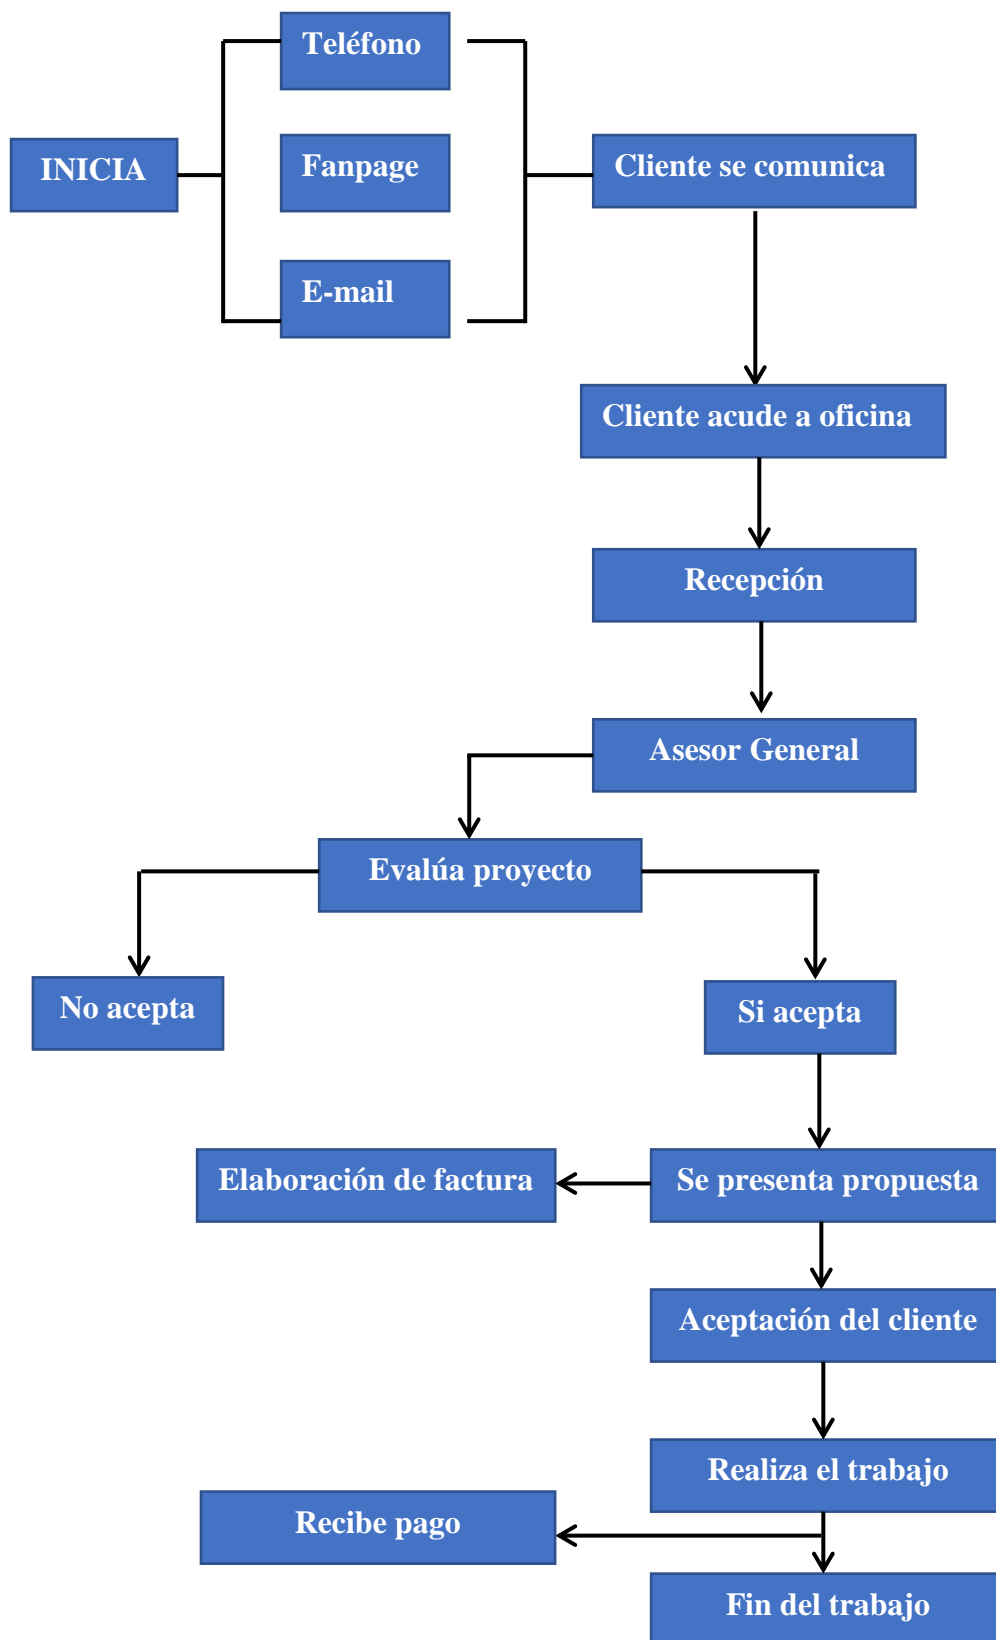 Teléfono
INICIA
Fanpage
Cliente se comunica
E-mail
Cliente acude a oficina
Recepción
Asesor General
Evalúa proyecto
No acepta
Si acepta
Elaboración de factura
Se presenta propuesta
Aceptación del cliente
Realiza el trabajo
Recibe pago
Fin del trabajo